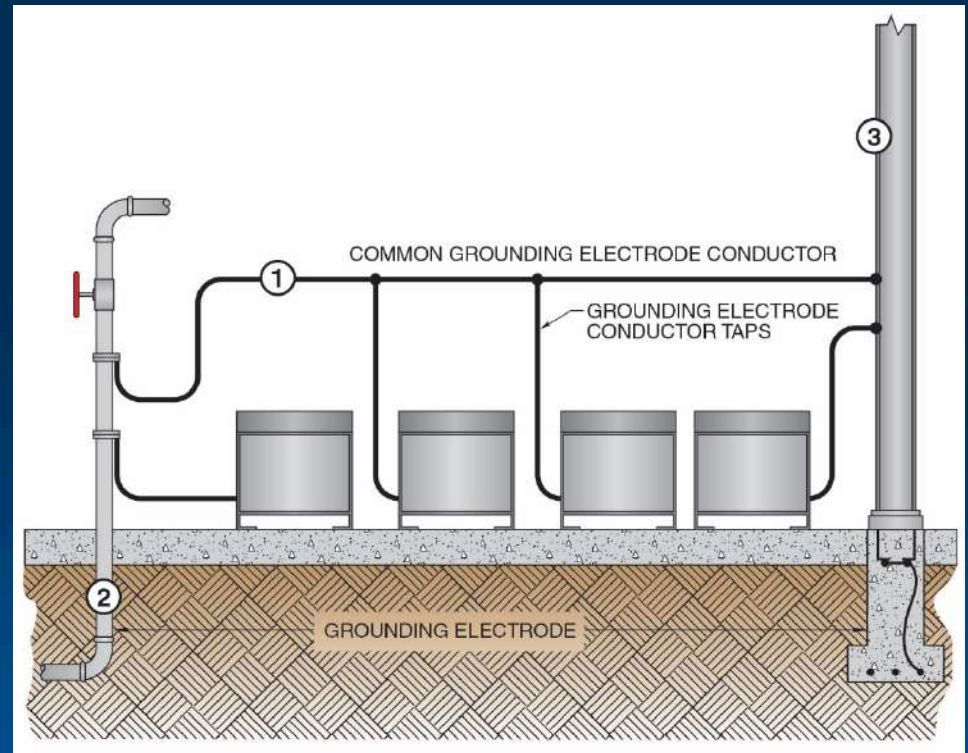 3
COMMON GROUNDING ELECTRODE CONDUCTOR
1
GROUNDING ELECTRODE
CONDUCTOR TAPS
2
GROUNDING ELECTRODE